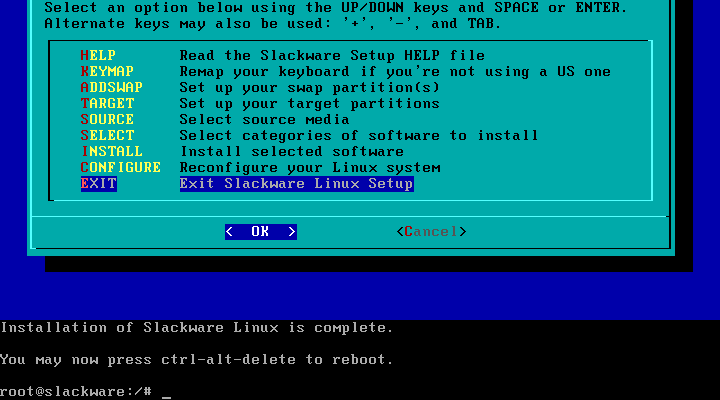 Select an option below using the UP/DOWN keys and SPACE or ENTER.
Alternate keys may also be used: '+', '-', and TAB.
HELP Read the Slackware Setup HELP file
KEYMAP Remap your keyboard if you're not using a US one
ADDSWAP Set up your swap partition(s)
TARGET Set up your target partitions
SOURCE Select source media
SELECT Select categories of software to install
INSTALL Install selected software
CONFIGURE Reconfigure your Linux system
EXIT Exit Slackware Linux Setup
< OK > <Cancel>
Installation of Slackware Linux is complete.
You may now press ctrl-alt-delete to reboot.
root@slackware:/# _